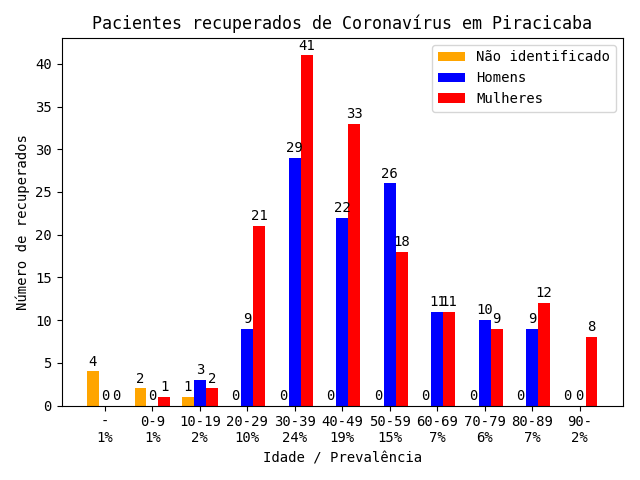 Pacientes recuperados de Coronavírus em Piracicaba
Não identificado
Homens
Mulheres
Número de recuperados
40
35
30
25
20
15
10
5
0
4 0 0
2 0 1
1 3 2
0 9 21
0 29 41
0 22 33
0 26 18
0 11 11
0 10 9
0 9 12
0 0 8
- 0-9 10-19 20-29 30-39 40-49 50-59 60-69 70-79 80-89 90-
1% 1% 2% 10% 24% 19% 15% 7% 6% 7% 2%
Idade / Prevalência